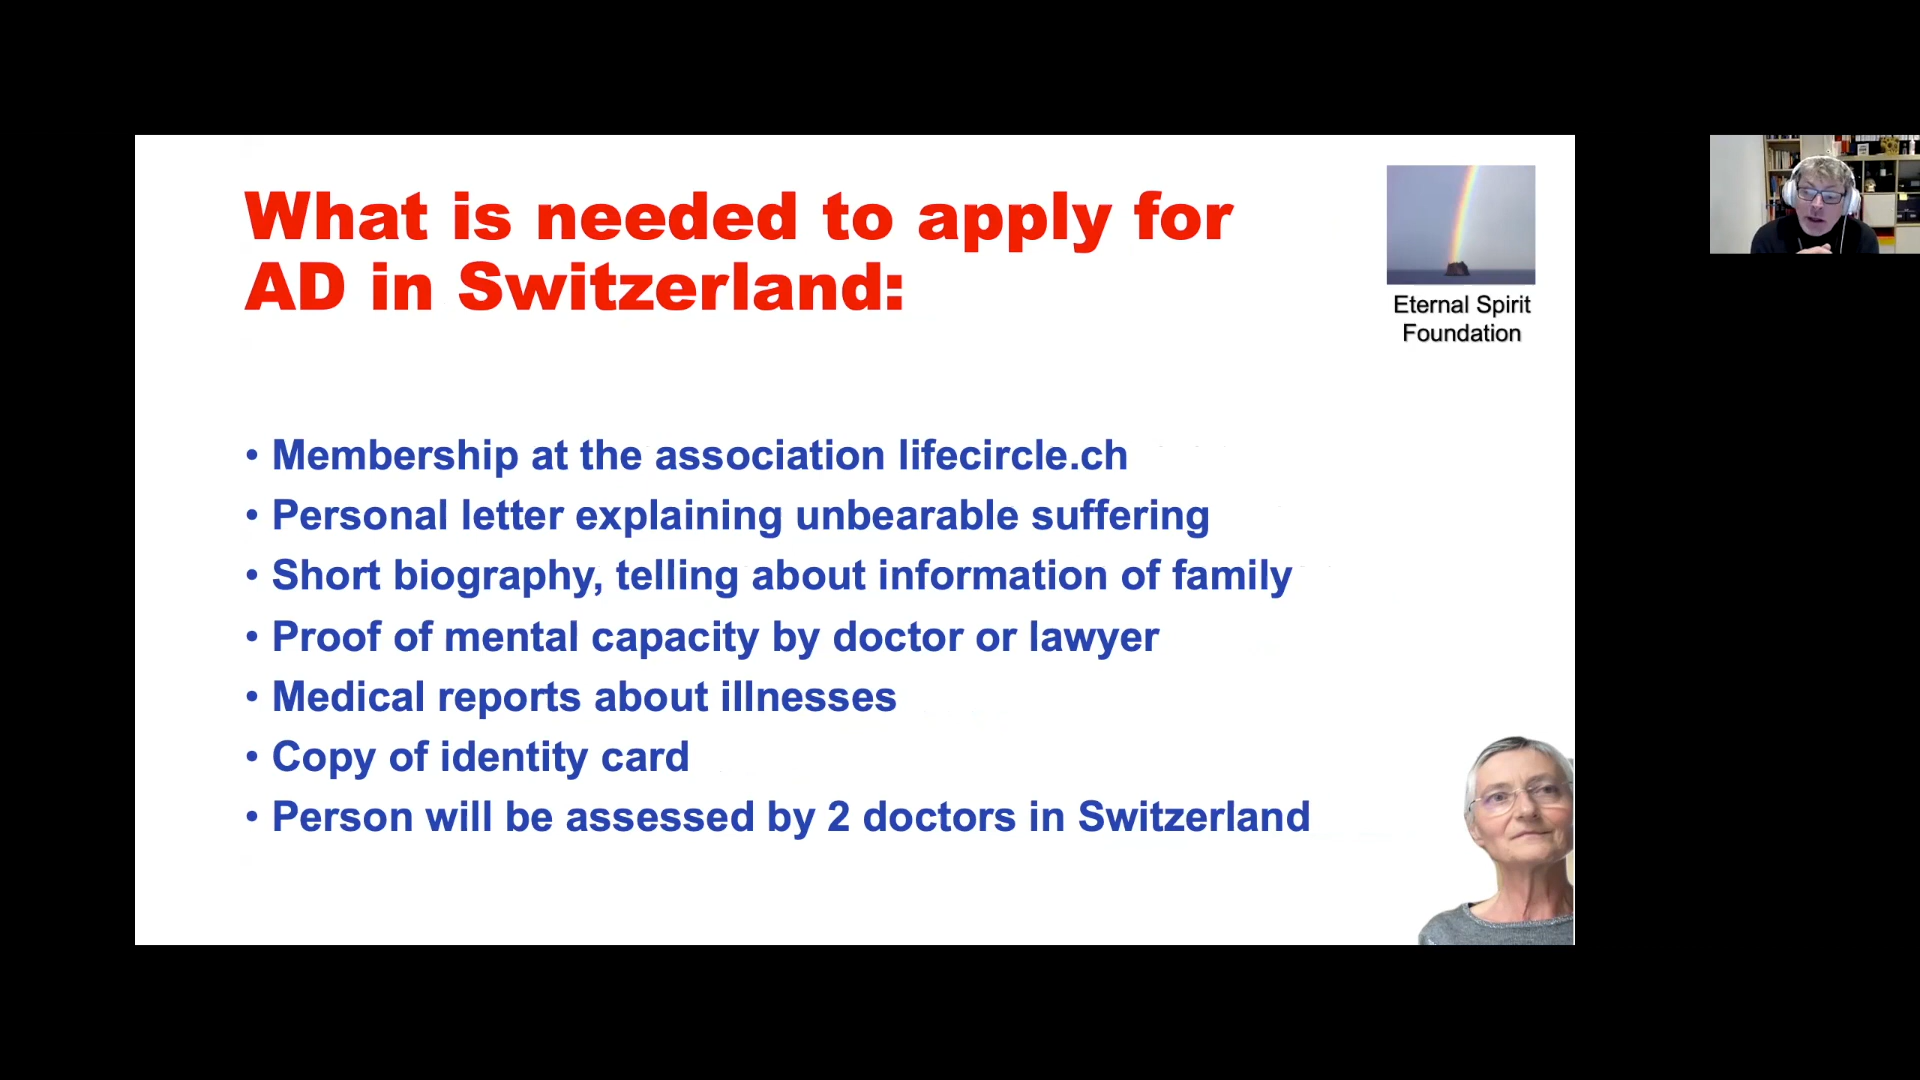 What is needed to apply for
AD in Switzerland:
Eternal Spirit
Foundation
• Membership at the association lifecircle.ch
• Personal letter explaining unbearable suffering
• Short biography, telling about information of family
• Proof of mental capacity by doctor or lawyer
• Medical reports about illnesses
• Copy of identity card
• Person will be assessed by 2 doctors in Switzerland